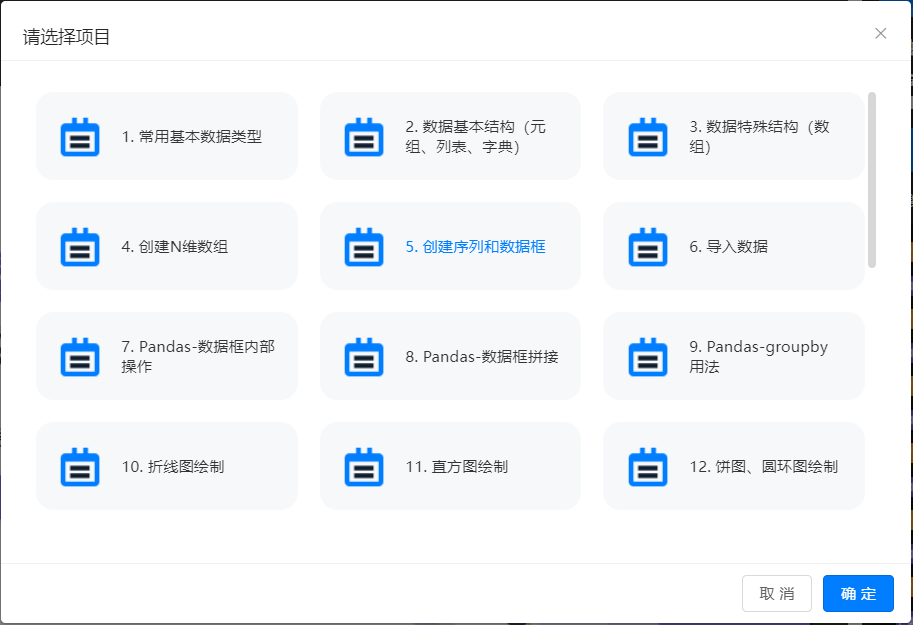 请选择项目
1. 常用基本数据类型
2. 数据基本结构（元
组、列表、字典）
3. 数据特殊结构（数
组）
4. 创建N维数组
5. 创建序列和数据框
6. 导入数据
7. Pandas-数据框内部
操作
8. Pandas-数据框拼接
9. Pandas-groupby
用法
10. 折线图绘制
11. 直方图绘制
12. 饼图、圆环图绘制
取 消
确 定